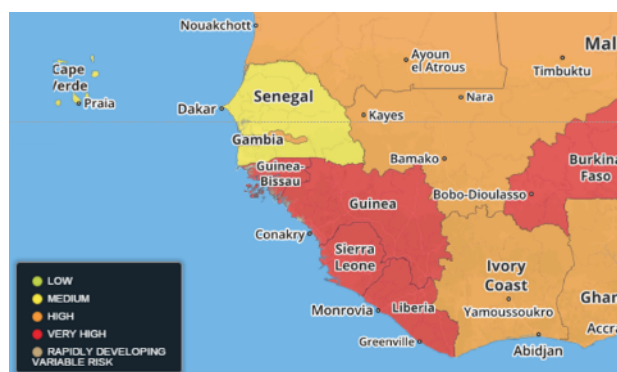 Nouakchott
Ayoun
el Atrous
Mal
Timbuktu
Cape
Verde
Praia
Senegal
Dakar
Kayes
Nara
Gambia
Guinea-
Bissau
Bamako
Burkina
Faso
Bobo-Dioulasso
Guinea
Conakry
Sierra
Leone
Ivory
Coast
Yamoussoukro
Ghan
Accra
Monrovia
Liberia
Greenville
Abidjan
LOW
MEDIUM
HIGH
VERY HIGH
RAPIDLY DEVELOPING
VARIABLE RISK